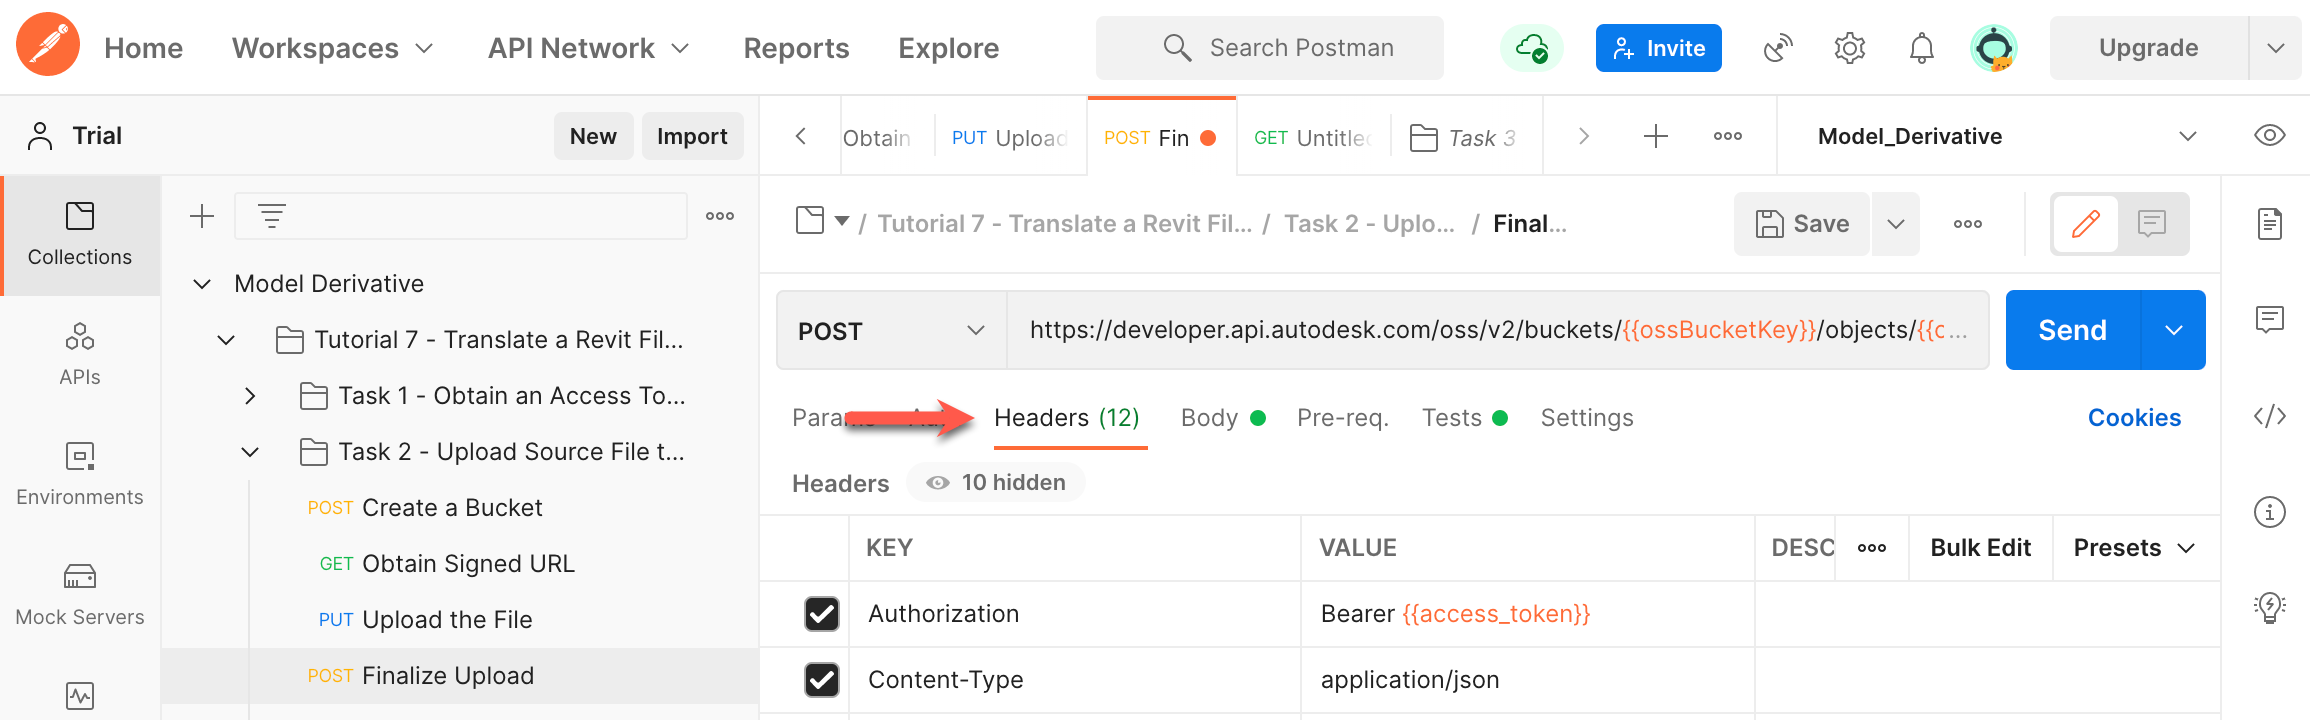 Home Workspaces API Network Reports Explore Search Postman Invite Upgrade
Trial New Import
Obtain PUT Upload POST Fin GET Untitled Task 3 Model_Derivative
Collections
APIs
Environments
Mock Servers
Model Derivative
Tutorial 7 - Translate a Revit Fil...
Task 1 - Obtain an Access To...
Task 2 - Upload Source File t...
POST Create a Bucket
GET Obtain Signed URL
PUT Upload the File
POST Finalize Upload
/ Tutorial 7 - Translate a Revit Fil... / Task 2 - Uplo... / Final... Save
POST https://developer.api.autodesk.com/oss/v2/buckets/{{ossBucketKey}}/objects/{{c... Send
Headers (12) Body Pre-req. Tests Settings Cookies
Headers 10 hidden
KEY VALUE DESC Bulk Edit Presets
Authorization Bearer {{access_token}}
Content-Type application/json